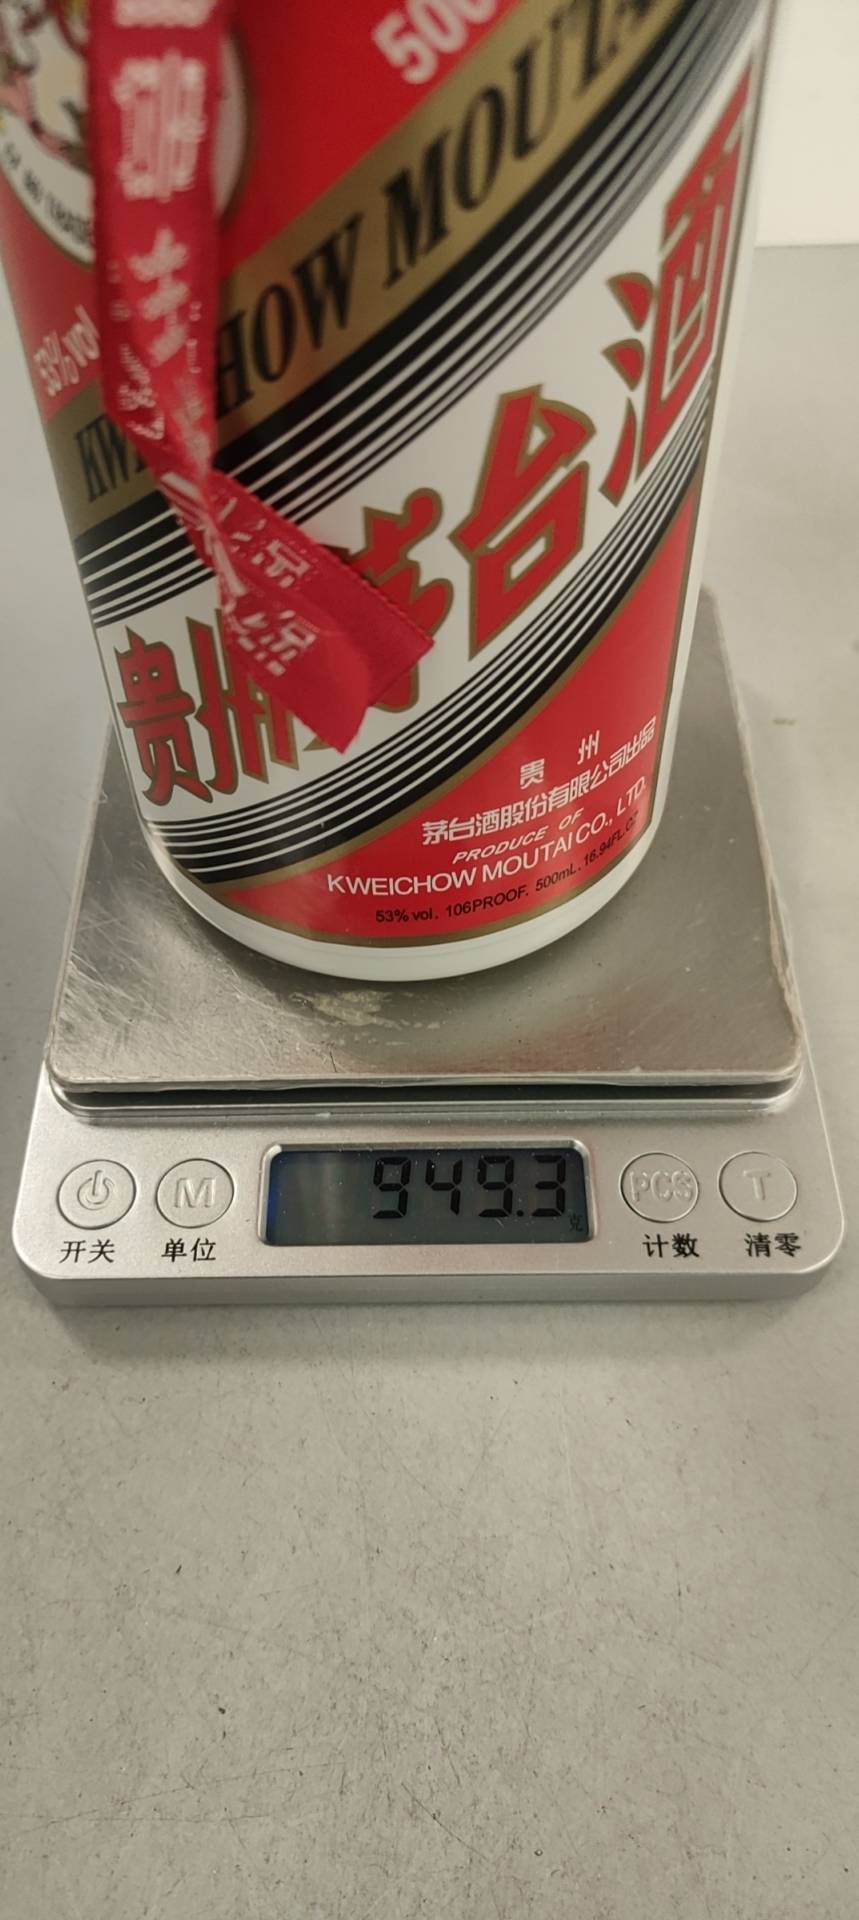 500
53%vol
KWEICHOW MOUTAI
贵州茅台酒
贵 州
茅台酒股份有限公司出品
PRODUCE OF
KWEICHOW MOUTAI CO., LTD.
53% vol. 106PROOF. 500mL. 16.94FL.OZ
949.3
克
M
PCS
T
开关
单位
计数
清零